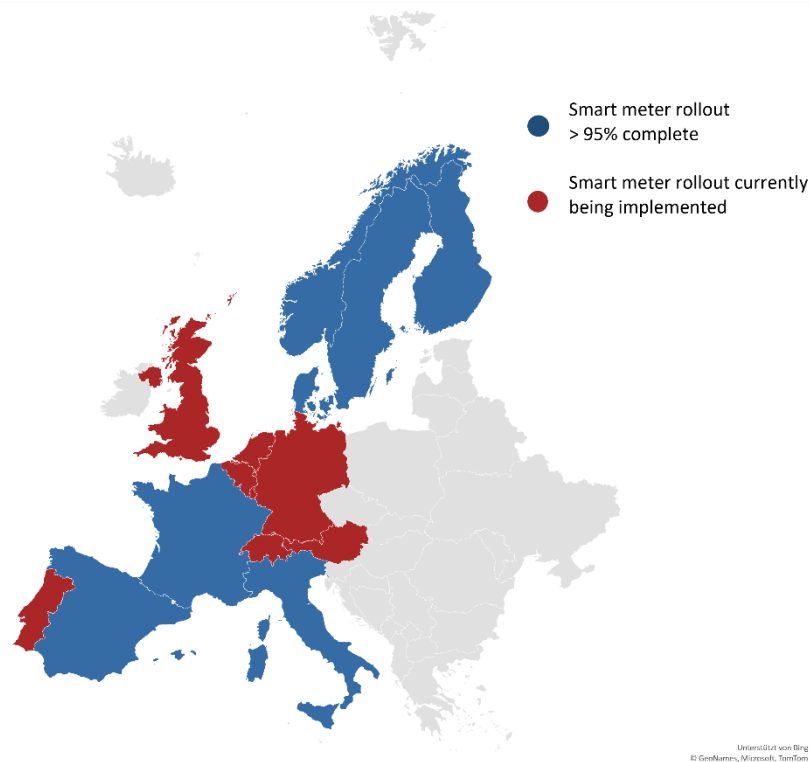 Smart meter rollout
> 95% complete
Smart meter rollout currently
being implemented
Unterstützt von Bing
© GeoNames, Microsoft, TomTom